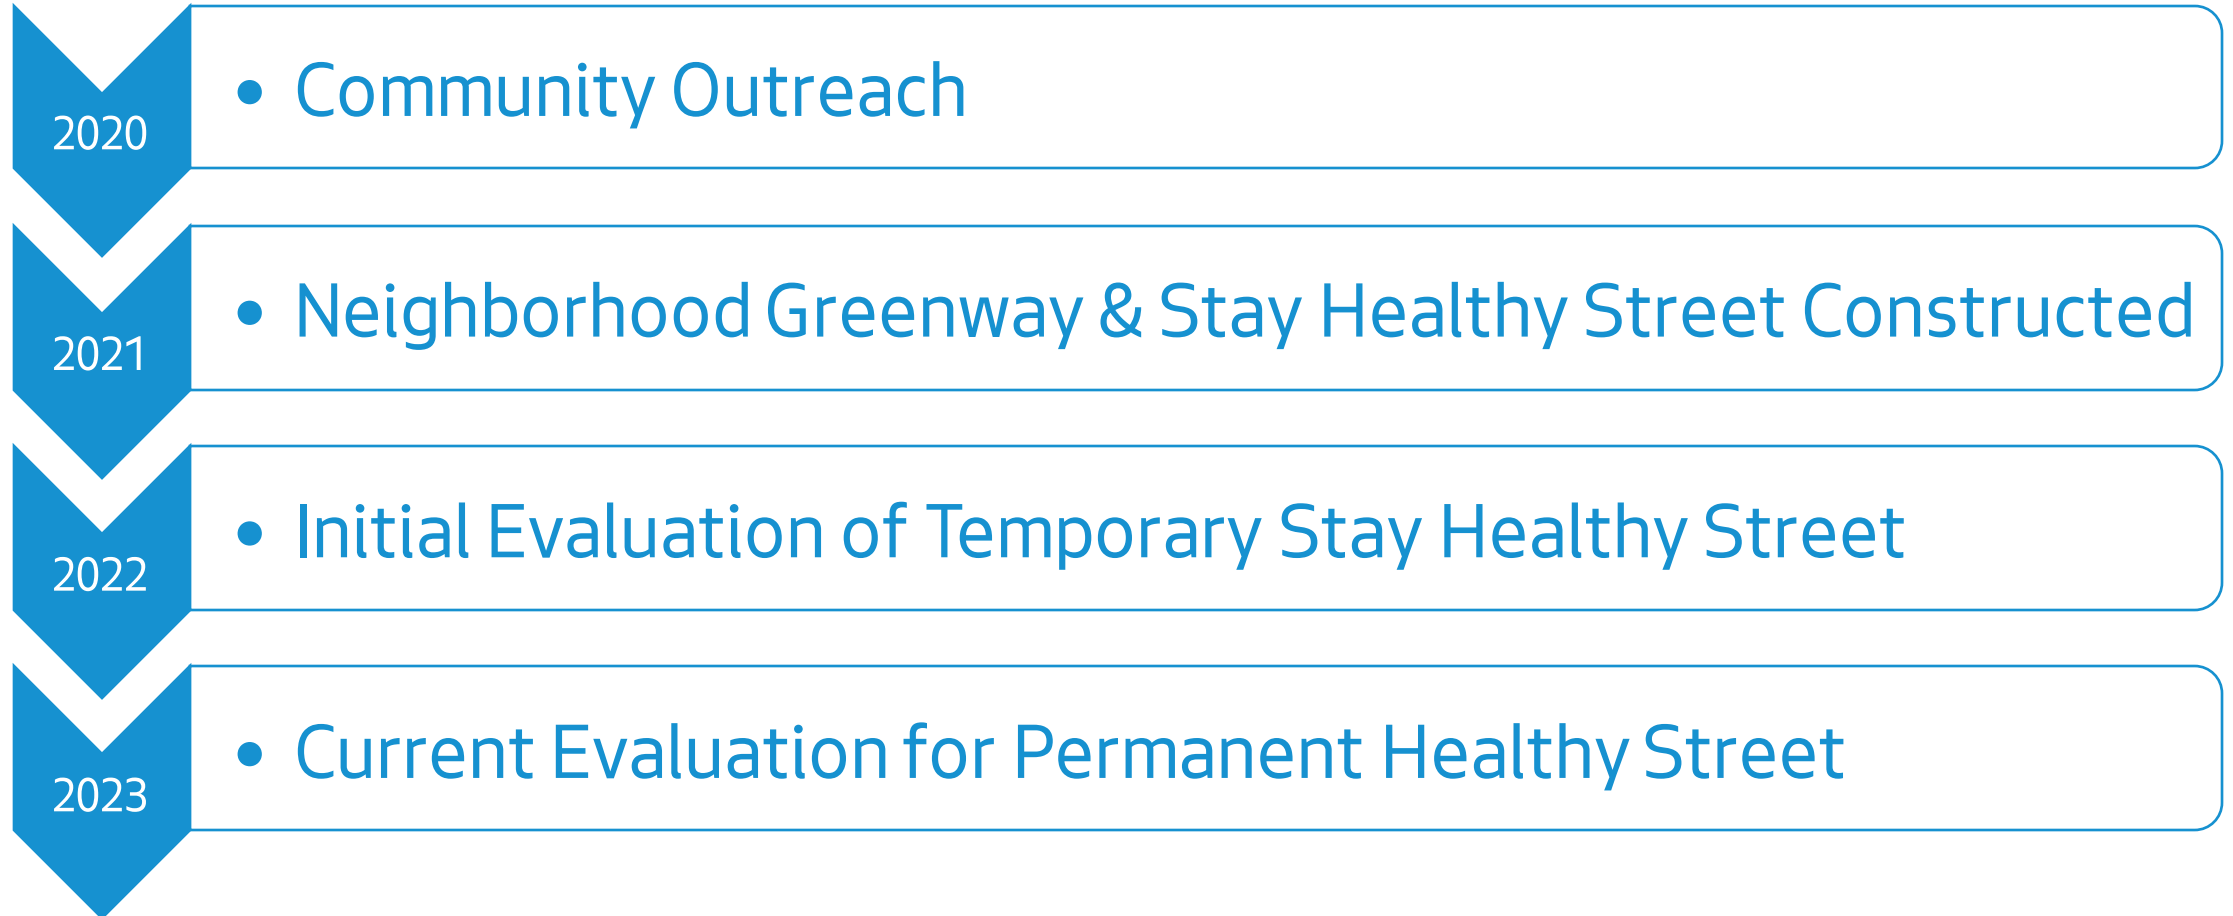 2020
• Community Outreach
2021
• Neighborhood Greenway & Stay Healthy Street Constructed
2022
• Initial Evaluation of Temporary Stay Healthy Street
2023
• Current Evaluation for Permanent Healthy Street